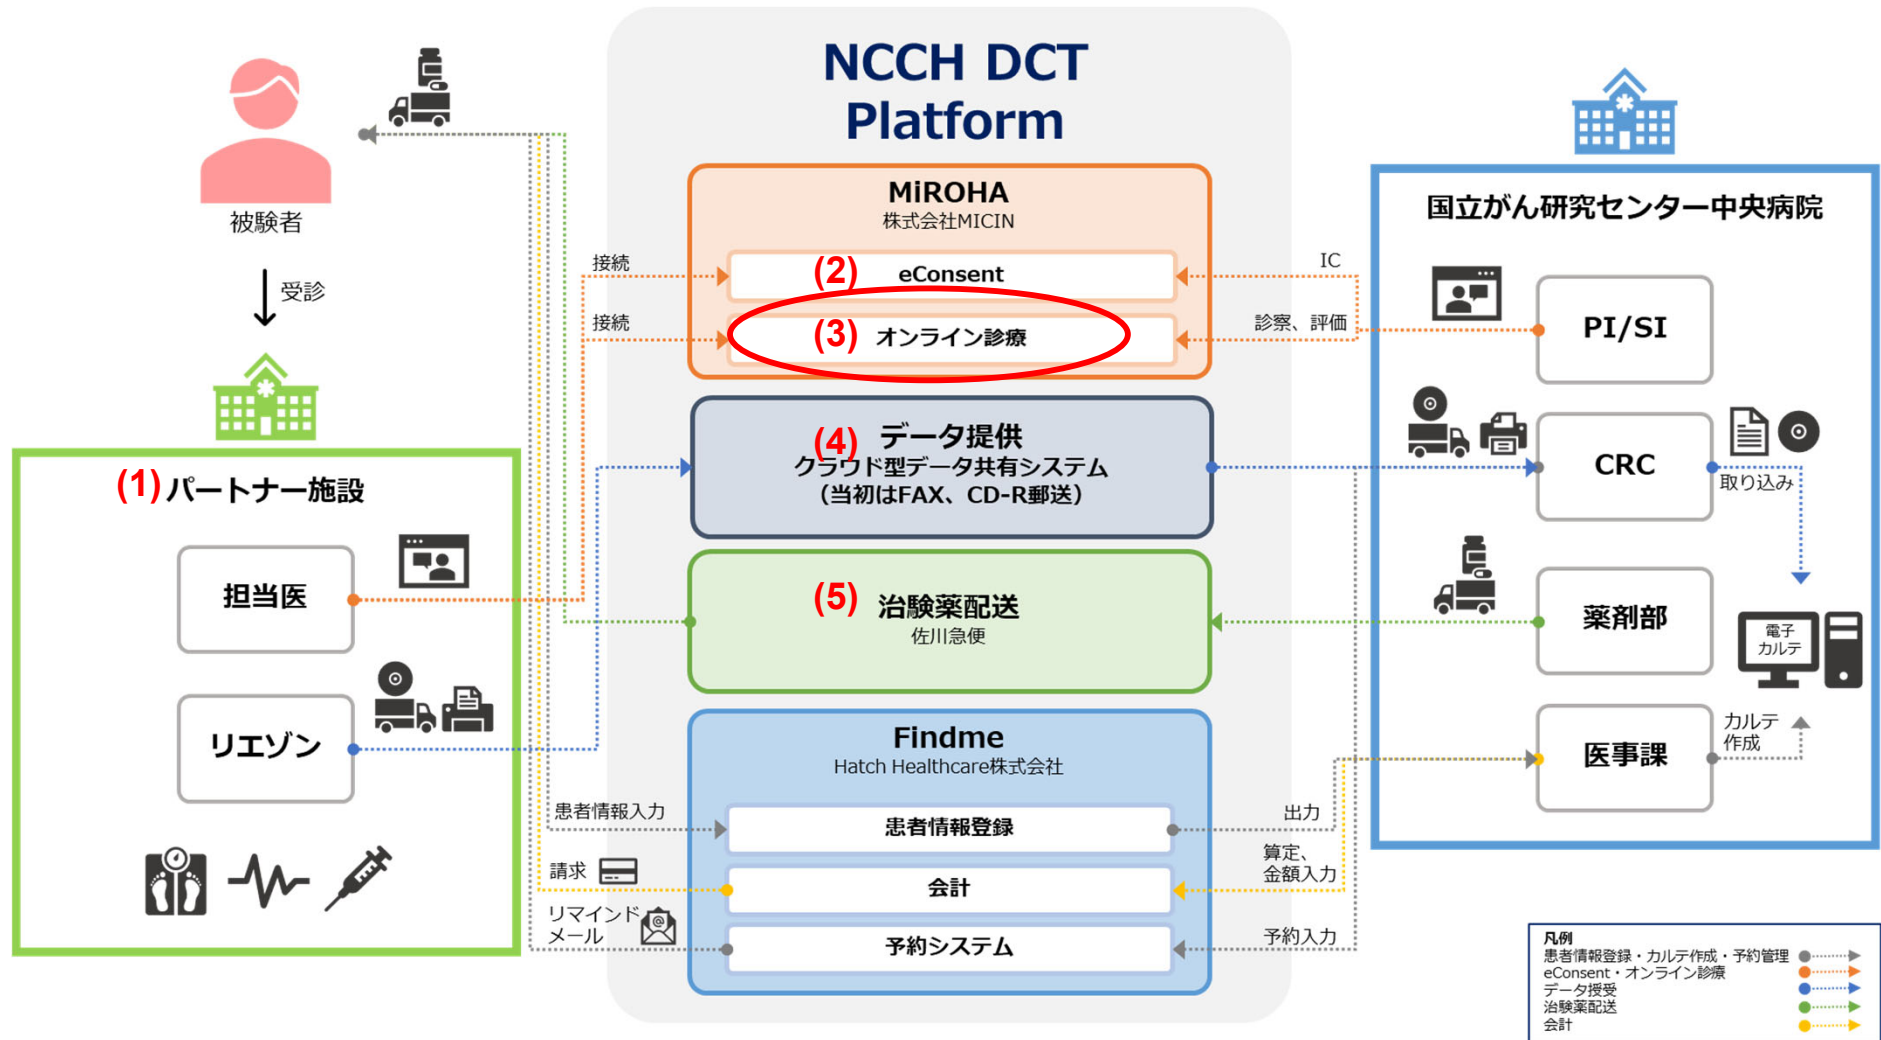 NCCH DCT
Platform
被験者
受診
(1) パートナー施設
担当医
リエゾン
MiROHA
株式会社MICIN
(2) eConsent
(3) オンライン診療
接続
接続
IC
診察、評価
(4) データ提供
クラウド型データ共有システム
（当初はFAX、CD-R郵送）
(5) 治験薬配送
佐川急便
Findme
Hatch Healthcare株式会社
患者情報登録
会計
予約システム
患者情報入力
請求
リマインド
メール
@
出力
算定、
金額入力
予約入力
国立がん研究センター中央病院
PI/SI
CRC
取り込み
薬剤部
電子
カルテ
医事課
カルテ
作成
凡例
患者情報登録・カルテ作成・予約管理
eConsent・オンライン診療
データ授受
治験薬配送
会計